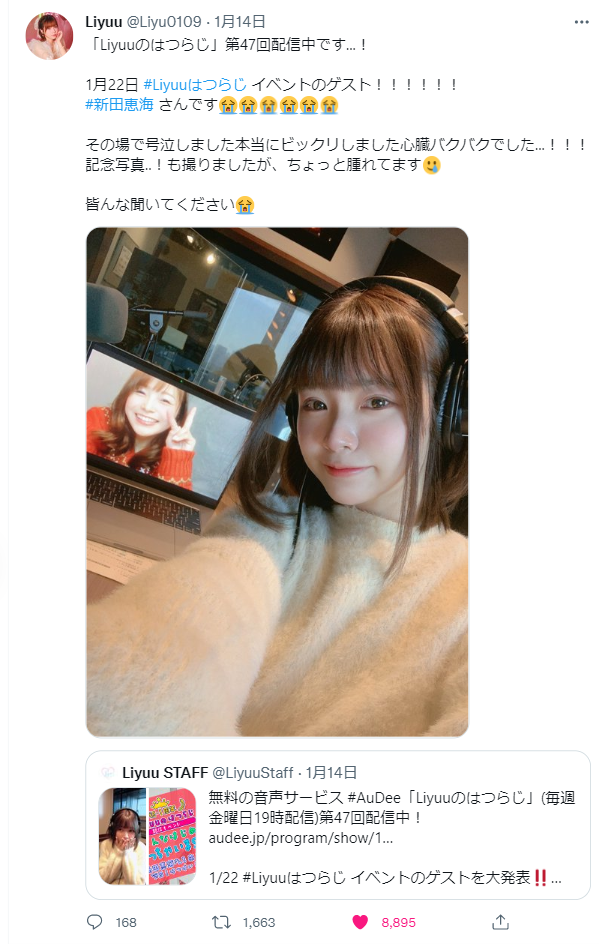 Liyuu @Liyu0109 · 1月14日
「Liyuuのはつらじ」第47回配信中です...！
1月22日 #Liyuuはつらじ イベントのゲスト！！！！！！
#新田恵海 さんです😭😭😭😭😭😭
その場で号泣しました本当にビックリしました心臓バクバクでした...！！！
記念写真..！も撮りましたが、ちょっと腫れてます🥲
皆んな聞いてください😭
Liyuu STAFF @LiyuuStaff · 1月14日
無料の音声サービス #AuDee「Liyuuのはつらじ」(毎週
金曜日19時配信)第47回配信中！
audee.jp/program/show/1...
1/22 #Liyuuはつらじ イベントのゲストを大発表‼️...
168
1,663
8,895